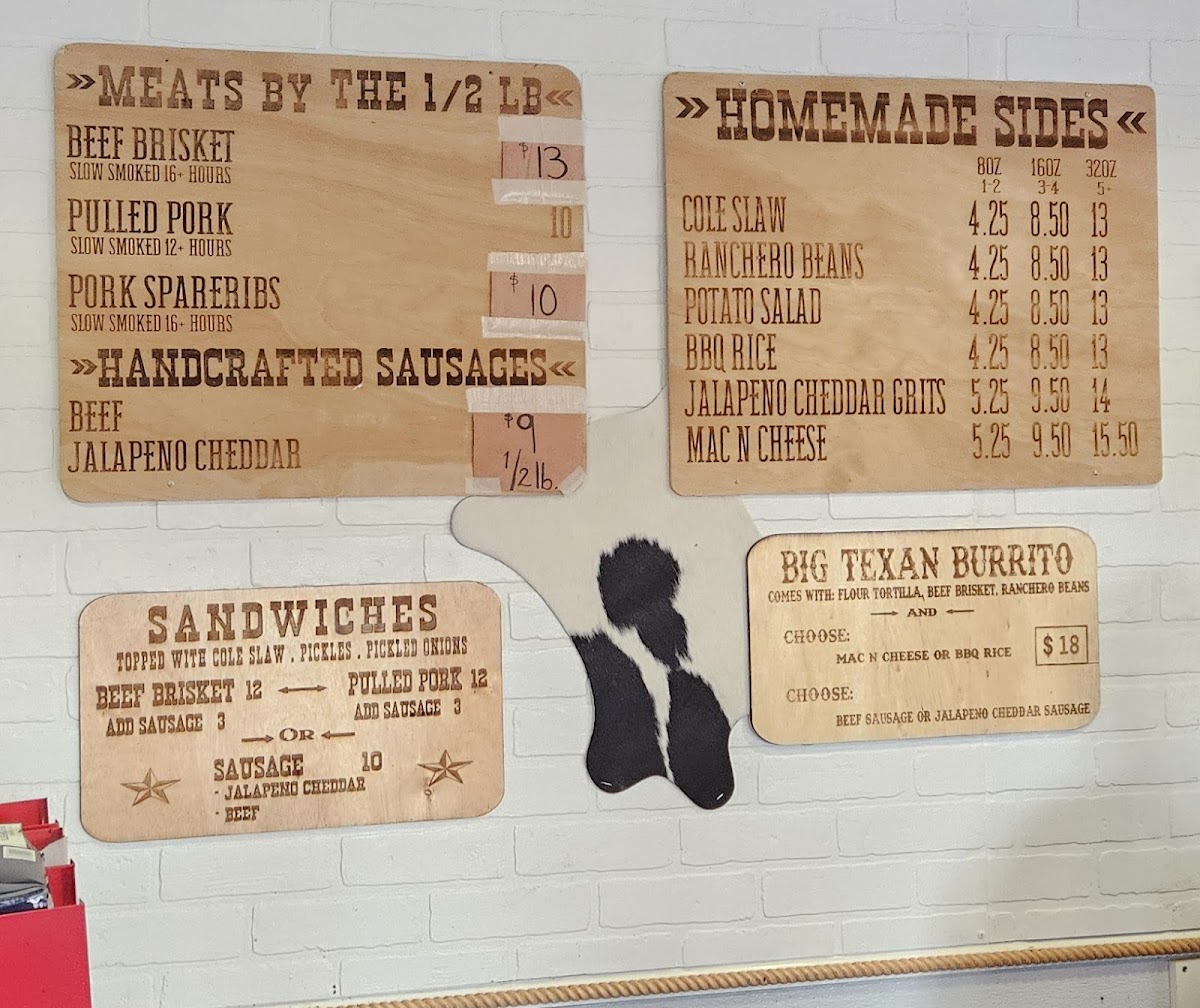 »MEATS BY THE 1/2 LB«
BEEF BRISKET $13
SLOW SMOKED 16+ HOURS
PULLED PORK 10
SLOW SMOKED 12+ HOURS
PORK SPARERIBS $10
SLOW SMOKED 16+ HOURS
»HANDCRAFTED SAUSAGES«
BEEF $9
JALAPENO CHEDDAR 1/2 lb.
»HOMEMADE SIDES«
8OZ 16OZ 32OZ
1-2 3-4 5+
COLE SLAW 4.25 8.50 13
RANCHERO BEANS 4.25 8.50 13
POTATO SALAD 4.25 8.50 13
BBQ RICE 4.25 8.50 13
JALAPENO CHEDDAR GRITS 5.25 9.50 14
MAC N CHEESE 5.25 9.50 15.50
SANDWICHES
TOPPED WITH COLE SLAW . PICKLES . PICKLED ONIONS
BEEF BRISKET 12 PULLED PORK 12
ADD SAUSAGE 3 ADD SAUSAGE 3
OR
SAUSAGE 10
- JALAPENO CHEDDAR
- BEEF
BIG TEXAN BURRITO
COMES WITH: FLOUR TORTILLA, BEEF BRISKET, RANCHERO BEANS
AND
CHOOSE:
MAC N CHEESE OR BBQ RICE $18
CHOOSE:
BEEF SAUSAGE OR JALAPENO CHEDDAR SAUSAGE